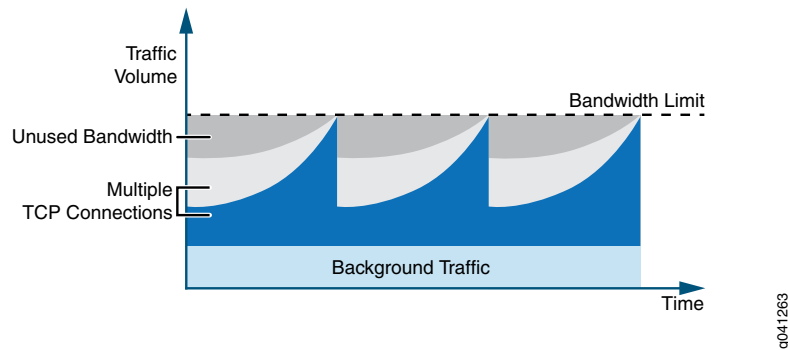 Traffic
Volume
Bandwidth Limit
Unused Bandwidth
Multiple
TCP Connections
Background Traffic
Time
g041263